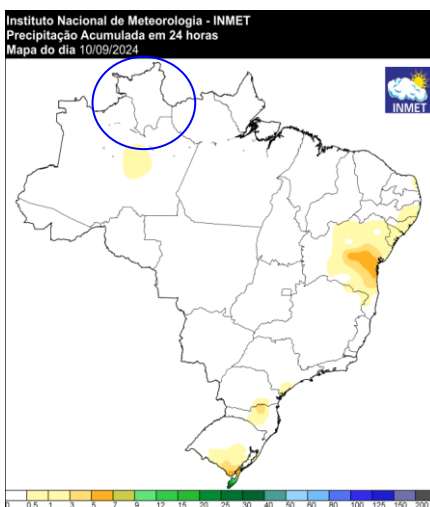 Instituto Nacional de Meteorologia - INMET
Precipitação Acumulada em 24 horas
Mapa do dia 10/09/2024
INMET
0 0.5 1 3 5 7 9 12 15 20 25 30 40 50 60 80 100 125 150 200